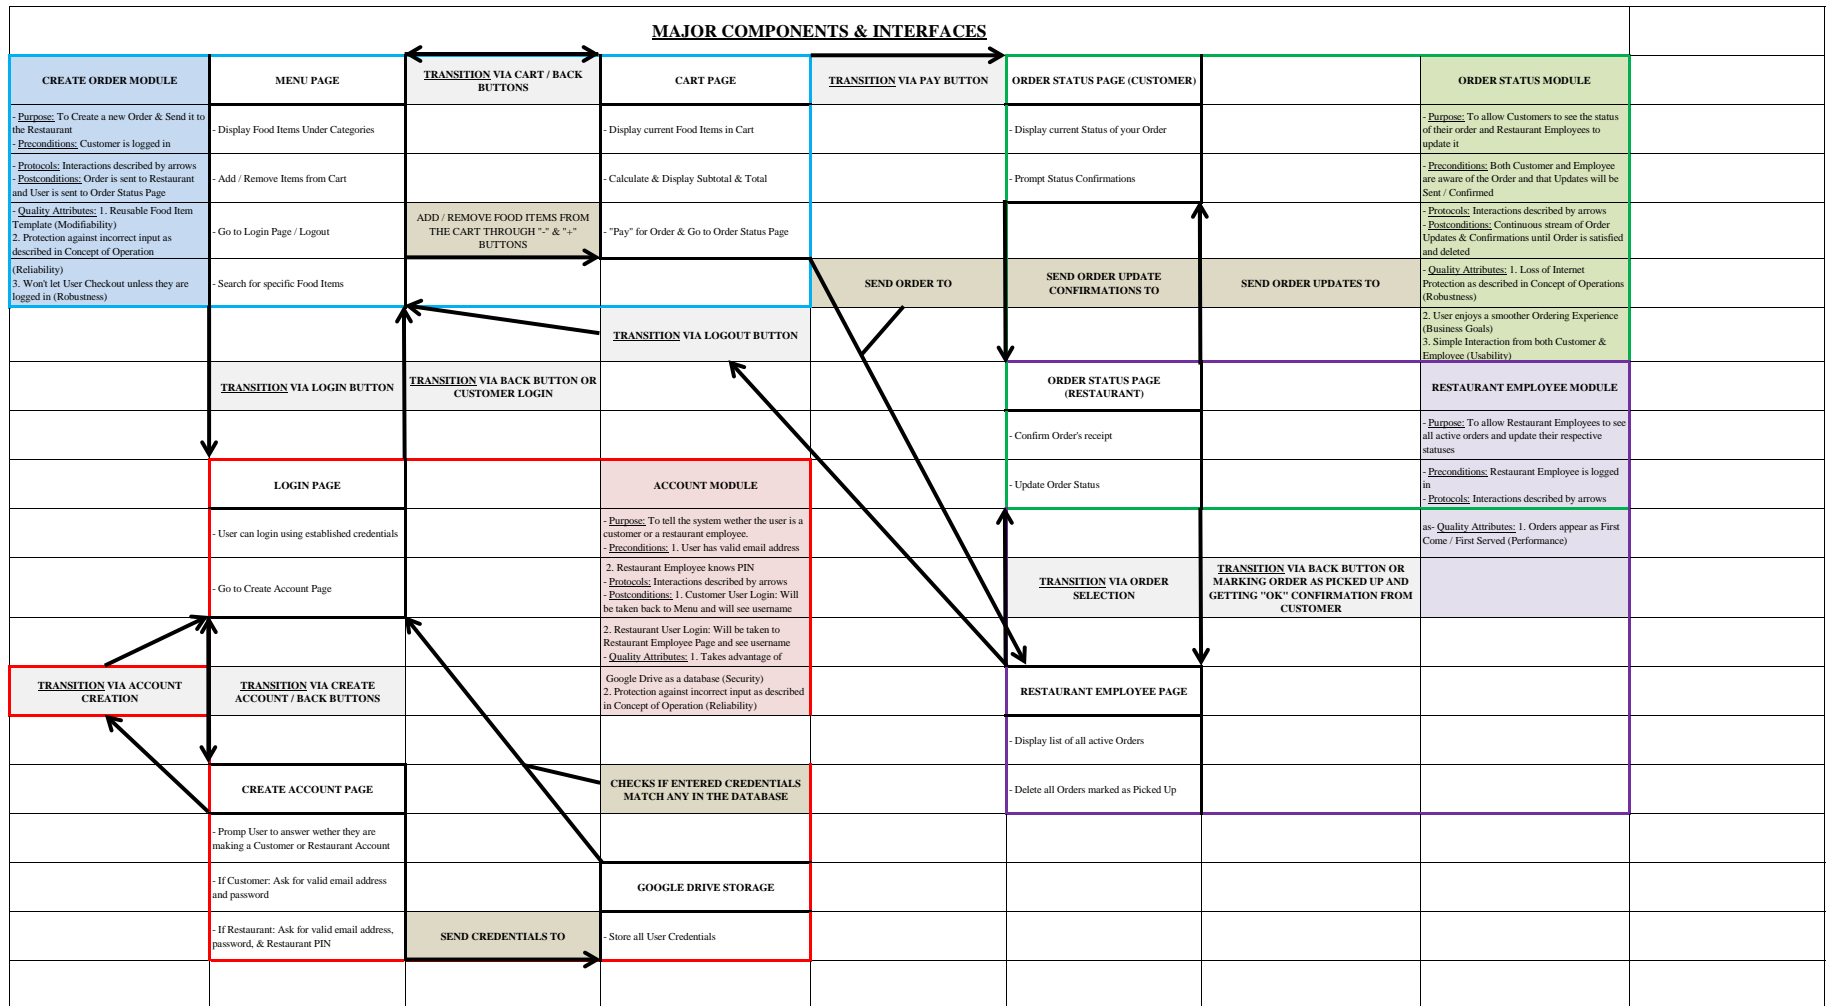 MAJOR COMPONENTS & INTERFACES
CREATE ORDER MODULE
MENU PAGE
TRANSITION VIA CART / BACK
BUTTONS
CART PAGE
TRANSITION VIA PAY BUTTON
ORDER STATUS PAGE (CUSTOMER)
ORDER STATUS MODULE
- Purpose: To Create a new Order & Send it to
the Restaurant
- Preconditions: Customer is logged in
- Display Food Items Under Categories
- Display current Food Items in Cart
- Display current Status of your Order
- Purpose: To allow Customers to see the status
of their order and Restaurant Employees to
update it
- Protocols: Interactions described by arrows
- Postconditions: Order is sent to Restaurant
and User is sent to Order Status Page
- Add / Remove Items from Cart
- Calculate & Display Subtotal & Total
- Prompt Status Confirmations
- Preconditions: Both Customer and Employee
are aware of the Order and that Updates will be
Sent / Confirmed
- Quality Attributes: 1. Reusable Food Item
Template (Modifiability)
2. Protection against incorrect input as
described in Concept of Operation
- Go to Login Page / Logout
ADD / REMOVE FOOD ITEMS FROM
THE CART THROUGH "-" & "+"
BUTTONS
- "Pay" for Order & Go to Order Status Page
- Protocols: Interactions described by arrows
- Postconditions: Continuous stream of Order
Updates & Confirmations until Order is satisfied
and deleted
(Reliability)
3. Won't let User Checkout unless they are
logged in (Robustness)
- Search for specific Food Items
SEND ORDER TO
SEND ORDER UPDATE
CONFIRMATIONS TO
SEND ORDER UPDATES TO
- Quality Attributes: 1. Loss of Internet
Protection as described in Concept of Operations
(Robustness)
TRANSITION VIA LOGOUT BUTTON
2. User enjoys a smoother Ordering Experience
(Business Goals)
3. Simple Interaction from both Customer &
Employee (Usability)
TRANSITION VIA LOGIN BUTTON
TRANSITION VIA BACK BUTTON OR
CUSTOMER LOGIN
ORDER STATUS PAGE
(RESTAURANT)
RESTAURANT EMPLOYEE MODULE
- Confirm Order's receipt
- Purpose: To allow Restaurant Employees to see
all active orders and update their respective
statuses
LOGIN PAGE
ACCOUNT MODULE
- Update Order Status
- Preconditions: Restaurant Employee is logged
in
- Protocols: Interactions described by arrows
- User can login using established credentials
- Purpose: To tell the system wether the user is a
customer or a restaurant employee.
- Preconditions: 1. User has valid email address
as- Quality Attributes: 1. Orders appear as First
Come / First Served (Performance)
- Go to Create Account Page
2. Restaurant Employee knows PIN
- Protocols: Interactions described by arrows
- Postconditions: 1. Customer User Login: Will
be taken back to Menu and will see username
TRANSITION VIA ORDER
SELECTION
TRANSITION VIA BACK BUTTON OR
MARKING ORDER AS PICKED UP AND
GETTING "OK" CONFIRMATION FROM
CUSTOMER
2. Restaurant User Login: Will be taken to
Restaurant Employee Page and see username
- Quality Attributes: 1. Takes advantage of
TRANSITION VIA ACCOUNT
CREATION
TRANSITION VIA CREATE
ACCOUNT / BACK BUTTONS
Google Drive as a database (Security)
2. Protection against incorrect input as described
in Concept of Operation (Reliability)
RESTAURANT EMPLOYEE PAGE
- Display list of all active Orders
CREATE ACCOUNT PAGE
CHECKS IF ENTERED CREDENTIALS
MATCH ANY IN THE DATABASE
- Delete all Orders marked as Picked Up
- Promp User to answer wether they are
making a Customer or Restaurant Account
- If Customer: Ask for valid email address
and password
GOOGLE DRIVE STORAGE
- If Restaurant: Ask for valid email address,
password, & Restaurant PIN
SEND CREDENTIALS TO
- Store all User Credentials